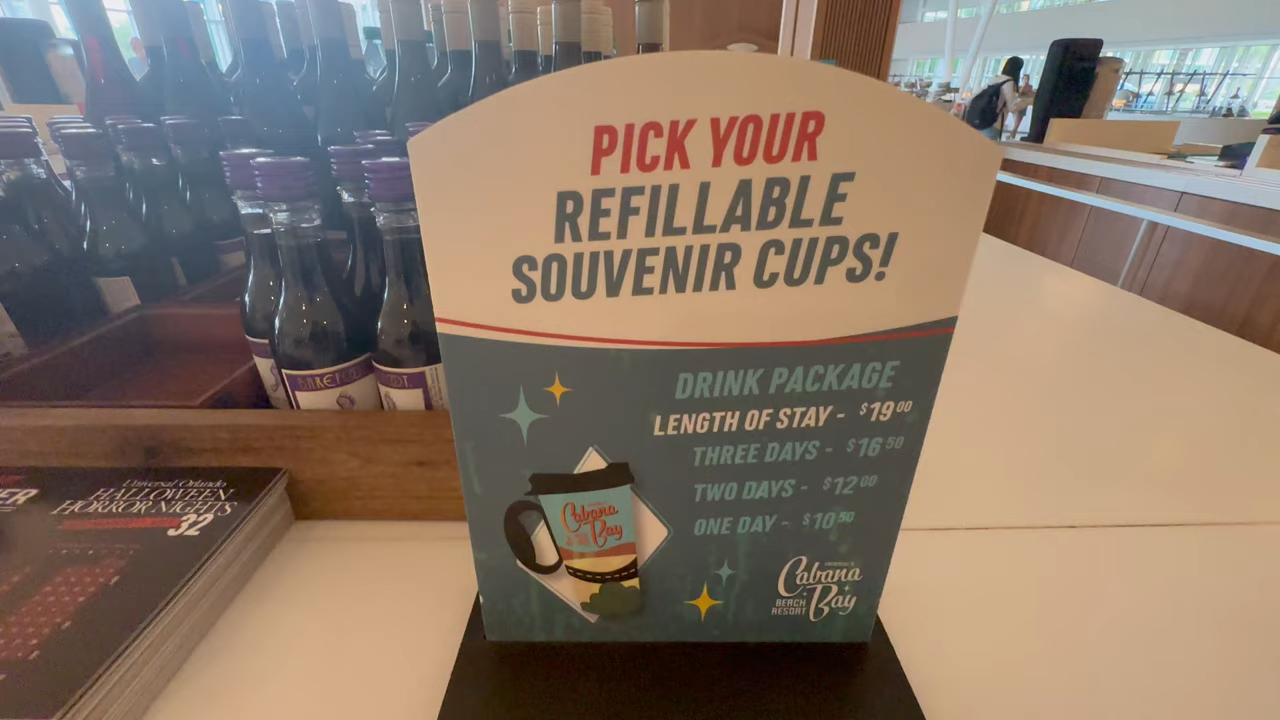 PICK YOUR
REFILLABLE
SOUVENIR CUPS!
DRINK PACKAGE
LENGTH OF STAY - $19.00
THREE DAYS - $16.50
TWO DAYS - $12.00
ONE DAY - $10.50
Cabana
Bay
Cabana
Bay
BEACH
RESORT
BAREFOOT
Universal Orlando
HALLOWEEN
HORROR NIGHTS
32